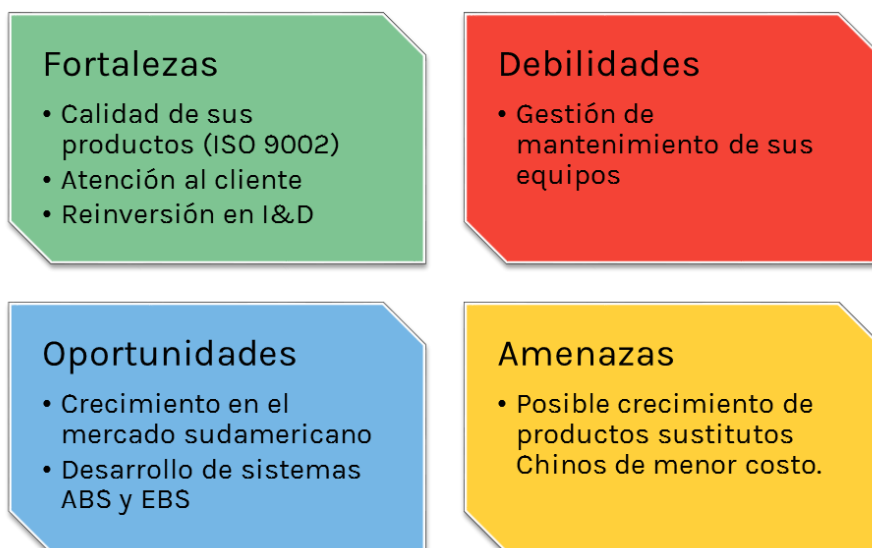 Fortalezas
• Calidad de sus
productos (ISO 9002)
• Atención al cliente
• Reinversión en I&D
Debilidades
• Gestión de
mantenimiento de sus
equipos
Oportunidades
• Crecimiento en el
mercado sudamericano
• Desarrollo de sistemas
ABS y EBS
Amenazas
• Posible crecimiento de
productos sustitutos
Chinos de menor costo.